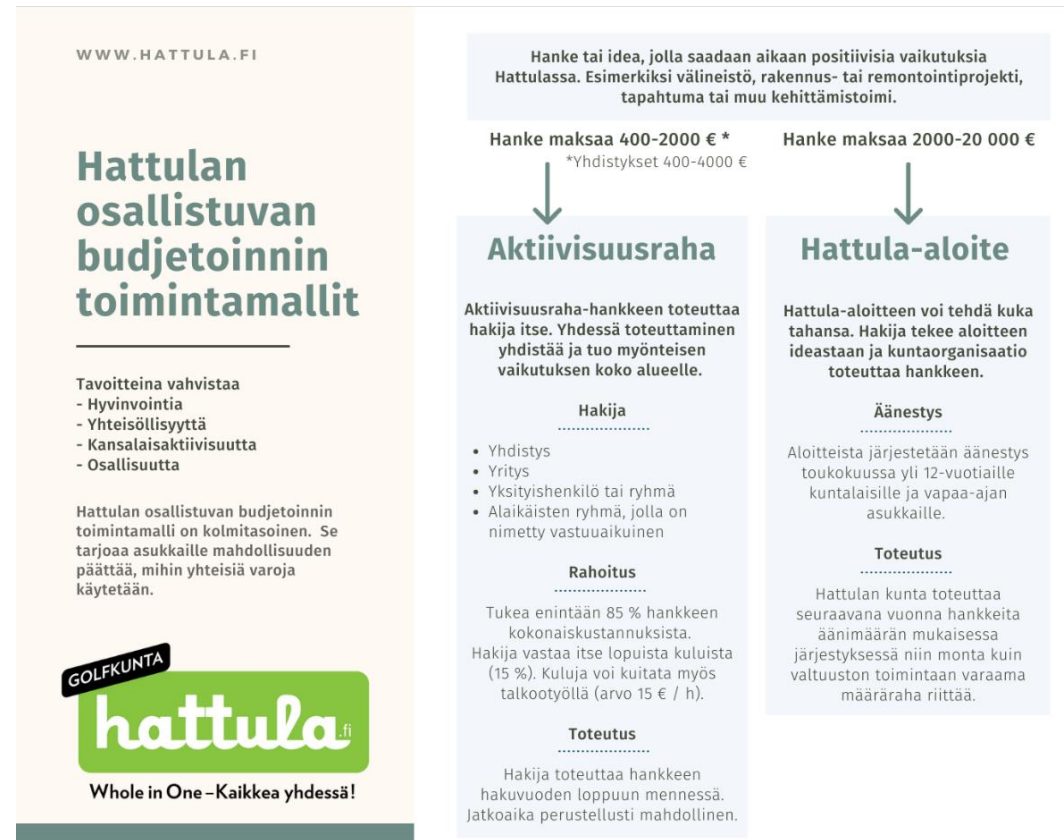 WWW.HATTULA.FI
Hattulan
osallistuvan
budjetoinnin
toimintamallit
Tavoitteina vahvistaa
- Hyvinvointia
- Yhteisöllisyyttä
- Kansalaisaktiivisuutta
- Osallisuutta
Hattulan osallistuvan budjetoinnin
toimintamalli on kolmitasoinen. Se
tarjoaa asukkaille mahdollisuuden
päättää, mihin yhteisiä varoja
käytetään.
GOLFKUNTA
hattula.fi
Whole in One – Kaikkea yhdessä!
Hanke tai idea, jolla saadaan aikaan positiivisia vaikutuksia
Hattulassa. Esimerkiksi välineistö, rakennus- tai remontointiprojekti,
tapahtuma tai muu kehittämistoimi.
Hanke maksaa 400-2000 € *
*Yhdistykset 400-4000 €
Aktiivisuusraha
Aktiivisuusraha-hankkeen toteuttaa
hakija itse. Yhdessä toteuttaminen
yhdistää ja tuo myönteisen
vaikutuksen koko alueelle.
Hakija
• Yhdistys
• Yritys
• Yksityishenkilö tai ryhmä
• Alaikäisten ryhmä, jolla on
nimetty vastuuaikuinen
Rahoitus
Tukea enintään 85 % hankkeen
kokonaiskustannuksista.
Hakija vastaa itse lopuista kuluista
(15 %). Kuluja voi kuitata myös
talkootyöllä (arvo 15 € / h).
Toteutus
Hakija toteuttaa hankkeen
hakuvuoden loppuun mennessä.
Jatkoaika perustellusti mahdollinen.
Hanke maksaa 2000-20 000 €
Hattula-aloite
Hattula-aloitteen voi tehdä kuka
tahansa. Hakija tekee aloitteen
ideastaan ja kuntaorganisaatio
toteuttaa hankkeen.
Äänestys
Aloitteista järjestetään äänestys
toukokuussa yli 12-vuotiaille
kuntalaisille ja vapaa-ajan
asukkaille.
Toteutus
Hattulan kunta toteuttaa
seuraavana vuonna hankkeita
äänimäärän mukaisessa
järjestyksessä niin monta kuin
valtuuston toimintaan varaama
määräraha riittää.